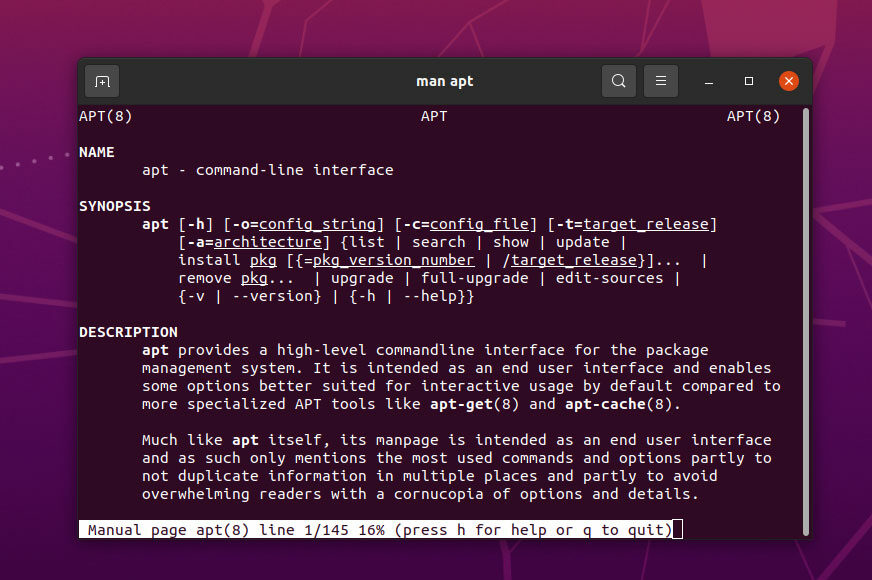 man apt
APT(8) APT APT(8)
NAME
apt - command-line interface
SYNOPSIS
apt [-h] [-o=config_string] [-c=config_file] [-t=target_release]
[-a=architecture] {list | search | show | update |
install pkg [{=pkg_version_number | /target_release}]... |
remove pkg... | upgrade | full-upgrade | edit-sources |
{-v | --version} | {-h | --help}}
DESCRIPTION
apt provides a high-level commandline interface for the package
management system. It is intended as an end user interface and enables
some options better suited for interactive usage by default compared to
more specialized APT tools like apt-get(8) and apt-cache(8).
Much like apt itself, its manpage is intended as an end user interface
and as such only mentions the most used commands and options partly to
not duplicate information in multiple places and partly to avoid
overwhelming readers with a cornucopia of options and details.
Manual page apt(8) line 1/145 16% (press h for help or q to quit)